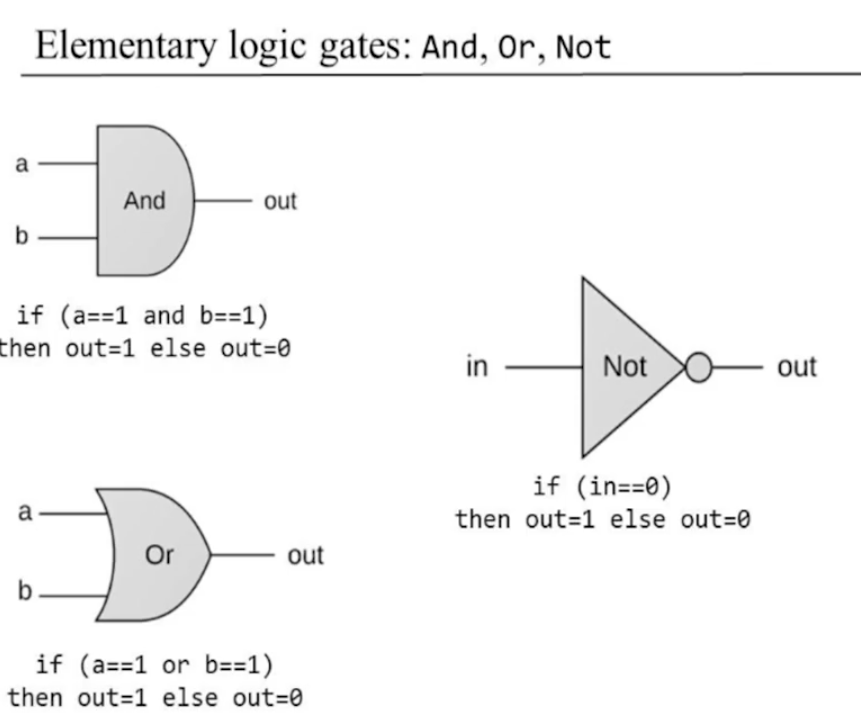 Elementary logic gates: And, Or, Not
a
And
out
b
if (a==1 and b==1)
then out=1 else out=0
in
Not
out
if (in==0)
then out=1 else out=0
a
Or
out
b
if (a==1 or b==1)
then out=1 else out=0